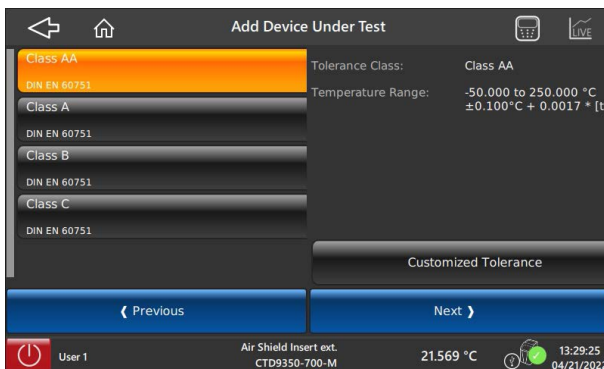 Add Device Under Test
LIVE
Class AA
DIN EN 60751
Class A
DIN EN 60751
Class B
DIN EN 60751
Class C
DIN EN 60751
Tolerance Class: Class AA
Temperature Range: -50.000 to 250.000 °C
±0.100°C + 0.0017 * [t
Customized Tolerance
❰ Previous
Next ❱
User 1
Air Shield Insert ext.
CTD9350-700-M
21.569 °C
13:29:25